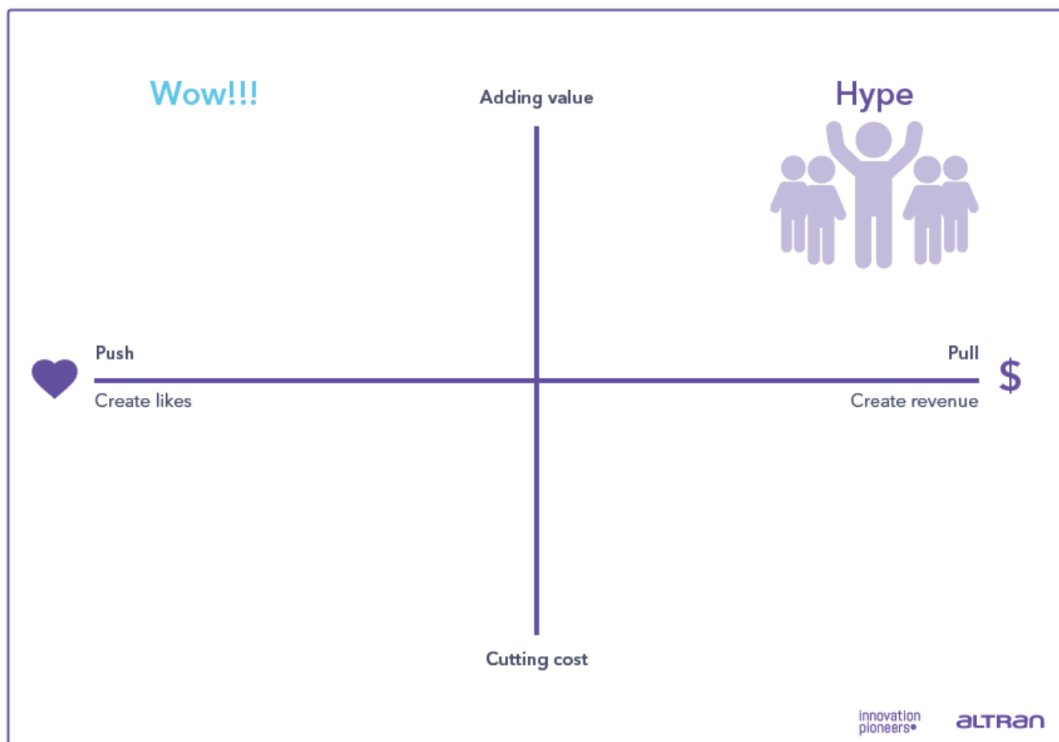 Wow!!!
Adding value
Hype
Push
Pull
$
Create likes
Create revenue
Cutting cost
innovation
pioneers
altran